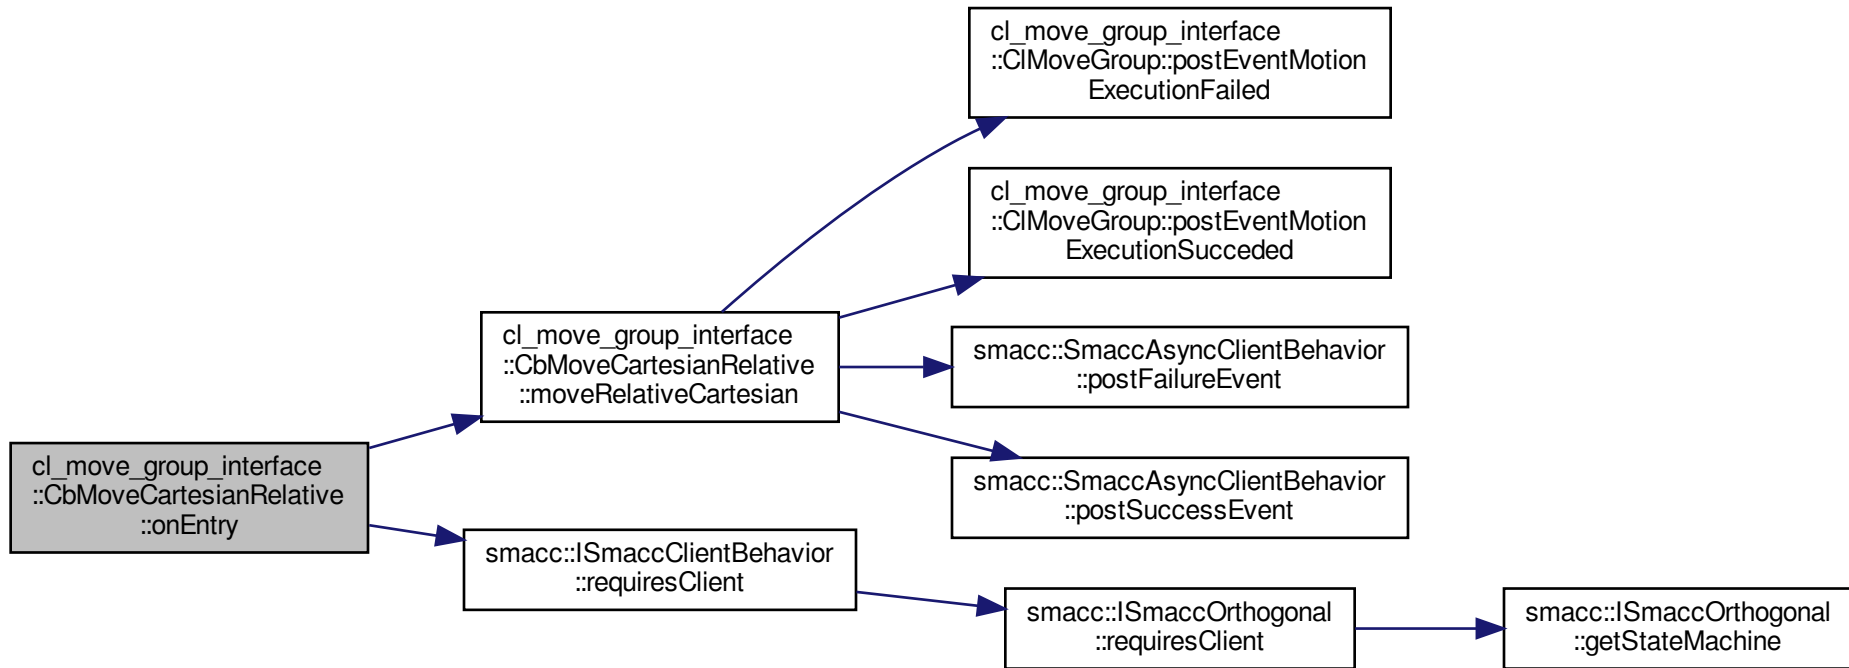 cl_move_group_interface
::ClMoveGroup::postEventMotion
ExecutionFailed
cl_move_group_interface
::ClMoveGroup::postEventMotion
ExecutionSucceded
cl_move_group_interface
::CbMoveCartesianRelative
::moveRelativeCartesian
smacc::SmaccAsyncClientBehavior
::postFailureEvent
cl_move_group_interface
::CbMoveCartesianRelative
::onEntry
smacc::SmaccAsyncClientBehavior
::postSuccessEvent
smacc::ISmaccClientBehavior
::requiresClient
smacc::ISmaccOrthogonal
::requiresClient
smacc::ISmaccOrthogonal
::getStateMachine